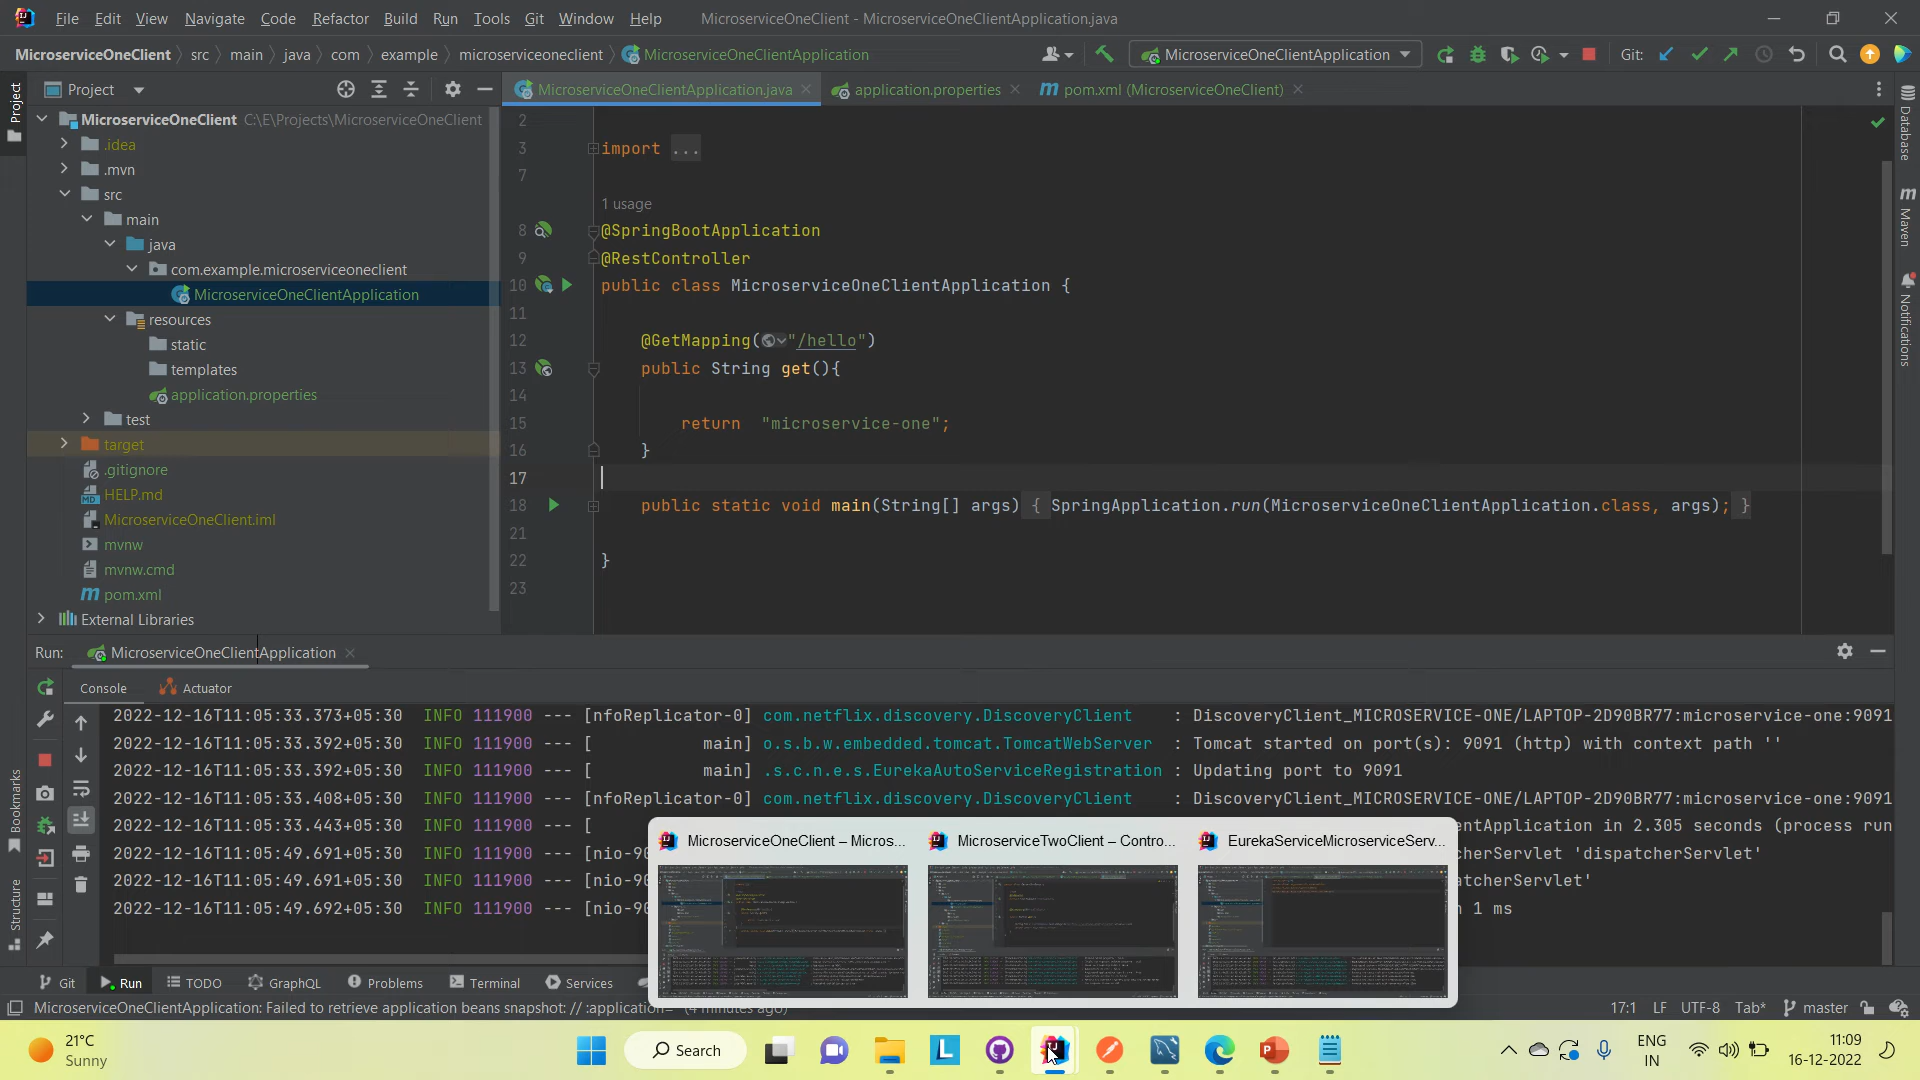 File Edit View Navigate Code Refactor Build Run Tools Git Window Help MicroserviceOneClient - MicroserviceOneClientApplication.java
MicroserviceOneClient src main java com example microserviceoneclient MicroserviceOneClientApplication MicroserviceOneClientApplication Git:
Project
MicroserviceOneClientApplication.java application.properties pom.xml (MicroserviceOneClient)
Project
MicroserviceOneClient C:\E\Projects\MicroserviceOneClient
.idea
.mvn
src
main
java
com.example.microserviceoneclient
MicroserviceOneClientApplication
resources
static
templates
application.properties
test
target
.gitignore
HELP.md
MicroserviceOneClient.iml
mvnw
mvnw.cmd
pom.xml
External Libraries
2
3 import ...
7
1 usage
8 @SpringBootApplication
9 @RestController
10 public class MicroserviceOneClientApplication {
11
12 @GetMapping("/hello")
13 public String get(){
14
15 return "microservice-one";
16 }
17
18 public static void main(String[] args) { SpringApplication.run(MicroserviceOneClientApplication.class, args); }
21
22 }
23
Database
Maven
Notifications
Run: MicroserviceOneClientApplication
Console Actuator
2022-12-16T11:05:33.373+05:30 INFO 111900 --- [nfoReplicator-0] com.netflix.discovery.DiscoveryClient : DiscoveryClient_MICROSERVICE-ONE/LAPTOP-2D90BR77:microservice-one:9091
2022-12-16T11:05:33.392+05:30 INFO 111900 --- [ main] o.s.b.w.embedded.tomcat.TomcatWebServer : Tomcat started on port(s): 9091 (http) with context path ''
2022-12-16T11:05:33.392+05:30 INFO 111900 --- [ main] .s.c.n.e.s.EurekaAutoServiceRegistration : Updating port to 9091
2022-12-16T11:05:33.408+05:30 INFO 111900 --- [nfoReplicator-0] com.netflix.discovery.DiscoveryClient : DiscoveryClient_MICROSERVICE-ONE/LAPTOP-2D90BR77:microservice-one:9091
2022-12-16T11:05:33.443+05:30 INFO 111900 --- [ entApplication in 2.305 seconds (process run
2022-12-16T11:05:49.691+05:30 INFO 111900 --- [nio-90 atcherServlet 'dispatcherServlet'
2022-12-16T11:05:49.691+05:30 INFO 111900 --- [nio-90 atcherServlet'
2022-12-16T11:05:49.692+05:30 INFO 111900 --- [nio-90 n 1 ms
Bookmarks
Structure
MicroserviceOneClient – Micros... MicroserviceTwoClient – Contro... EurekaServiceMicroserviceServ...
Git Run TODO GraphQL Problems Terminal Services
MicroserviceOneClientApplication: Failed to retrieve application beans snapshot: // :application= (4 minutes ago) 17:1 LF UTF-8 Tab* master
21°C
Sunny
Search
ENG
IN
11:09
16-12-2022